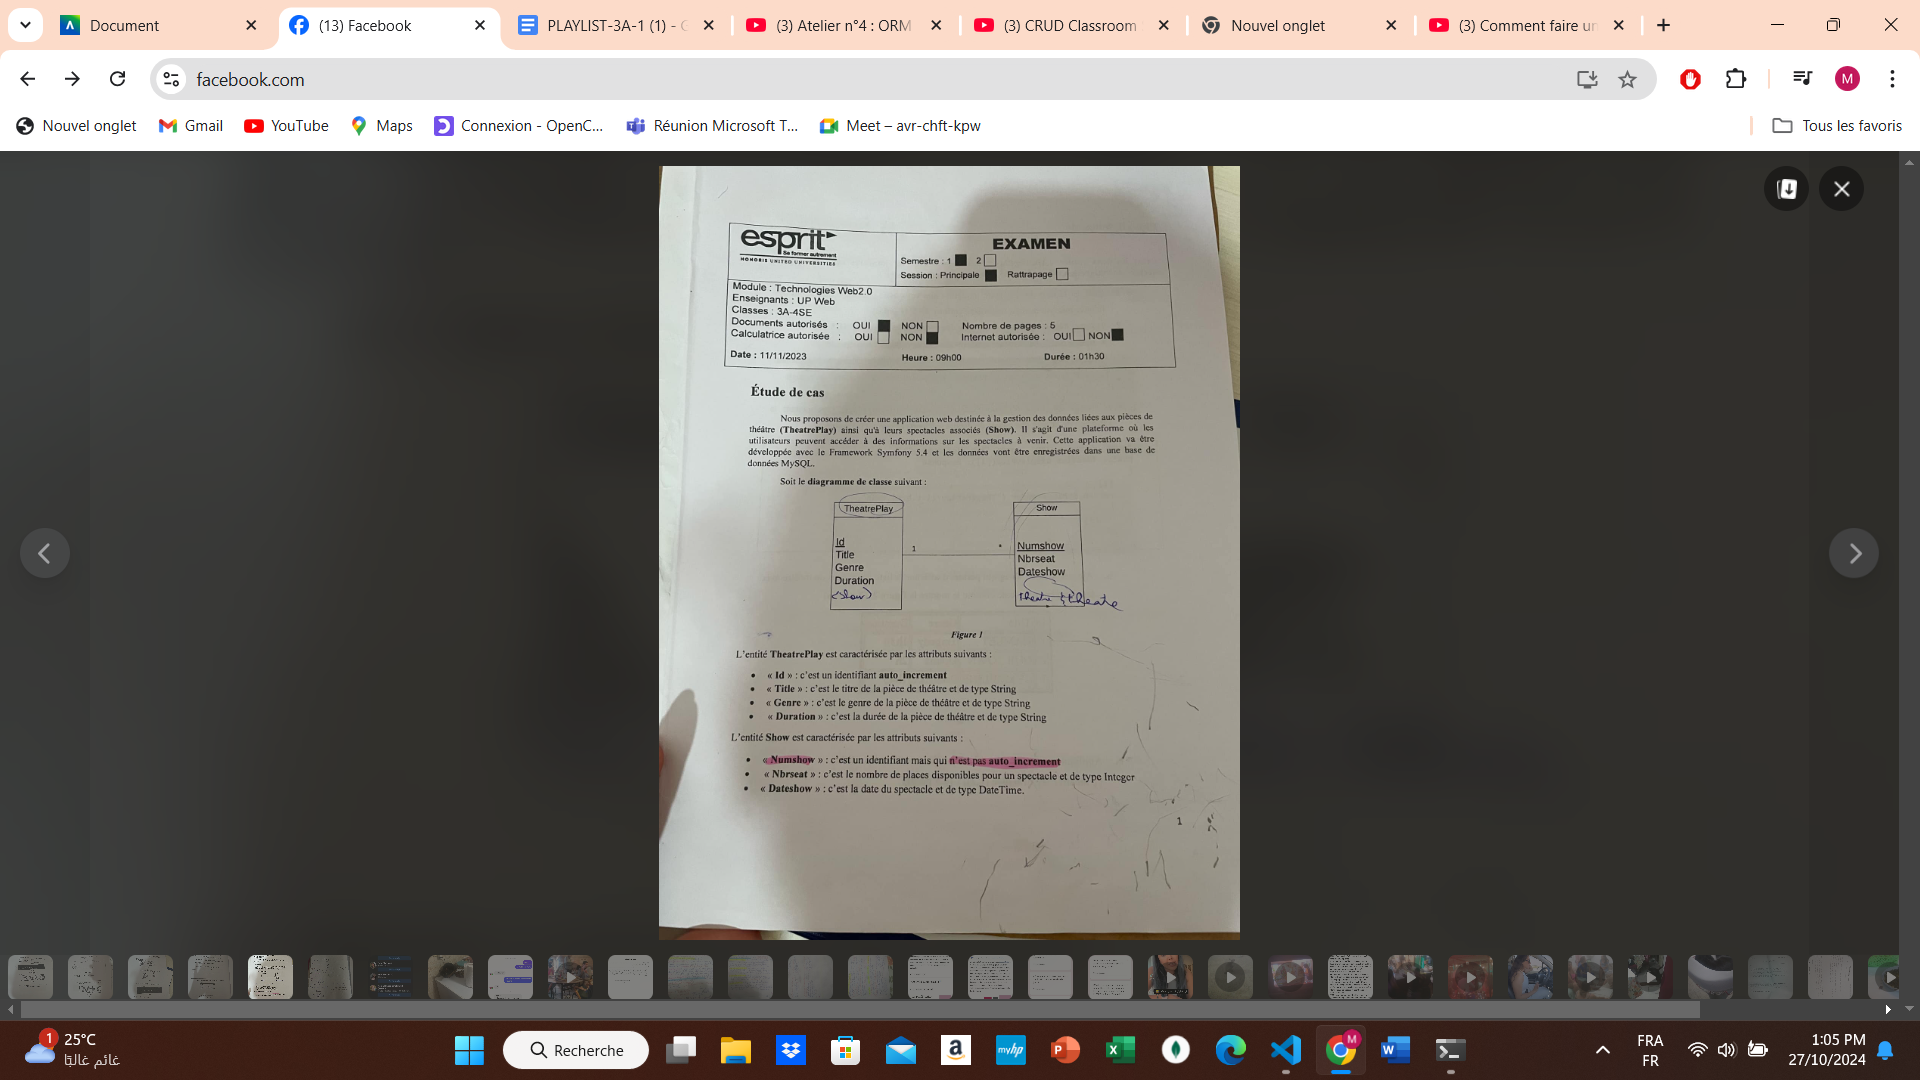 Document
(13) Facebook
PLAYLIST-3A-1 (1) - G
(3) Atelier n°4 : ORM
(3) CRUD Classroom
Nouvel onglet
(3) Comment faire un
facebook.com
M
Nouvel onglet
Gmail
YouTube
Maps
Connexion - OpenC...
Réunion Microsoft T...
Meet – avr-chft-kpw
Tous les favoris
esprit
Se former autrement
HONORIS UNITED UNIVERSITIES
EXAMEN
Semestre : 1 2
Session : Principale Rattrapage
Module : Technologies Web2.0
Enseignants : UP Web
Classes : 3A-4SE
Documents autorisés : OUI NON Nombre de pages : 5
Calculatrice autorisée : OUI NON Internet autorisée : OUI NON
Date : 11/11/2023 Heure : 09h00 Durée : 01h30
Étude de cas
Nous proposons de créer une application web destinée à la gestion des données liées aux pièces de
théâtre (TheatrePlay) ainsi qu'à leurs spectacles associés (Show). Il s'agit d'une plateforme où les
utilisateurs peuvent accéder à des informations sur les spectacles à venir. Cette application va être
développée avec le Framework Symfony 5.4 et les données vont être enregistrées dans une base de
données MySQL.
Soit le diagramme de classe suivant :
TheatrePlay
Id
Title
Genre
Duration
(show)
1
*
Show
Numshow
Nbrseat
Dateshow
theatre
Figure 1
L'entité TheatrePlay est caractérisée par les attributs suivants :
• « Id » : c'est un identifiant auto_increment
• « Title » : c'est le titre de la pièce de théâtre et de type String
• « Genre » : c'est le genre de la pièce de théâtre et de type String
• « Duration » : c'est la durée de la pièce de théâtre et de type String
L'entité Show est caractérisée par les attributs suivants :
• « Numshow » : c'est un identifiant mais qui n'est pas auto_increment
• « Nbrseat » : c'est le nombre de places disponibles pour un spectacle et de type Integer
• « Dateshow » : c'est la date du spectacle et de type DateTime.
1
1
25°C
غائم غالبًا
Recherche
a
myhp
M
FRA
FR
1:05 PM
27/10/2024